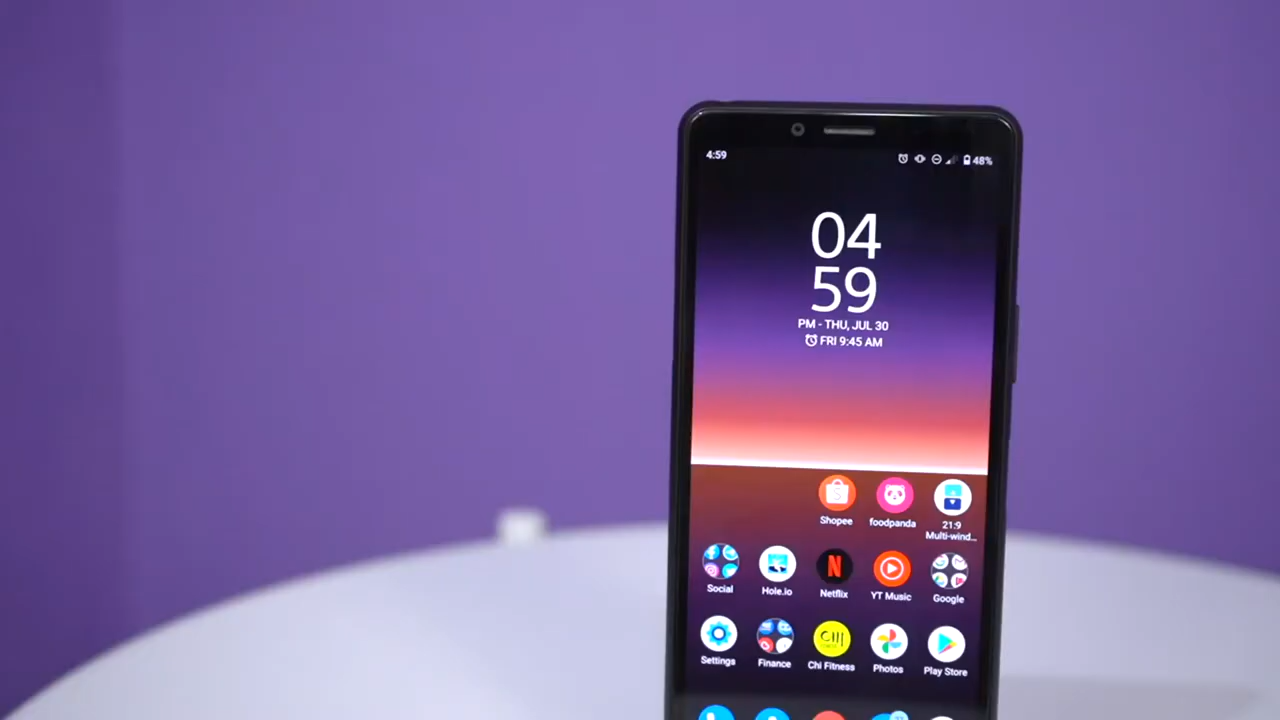 4:59
48%
04
59
PM - THU, JUL 30
FRI 9:45 AM
Shopee
foodpanda
21:9
Multi-wind...
Social
Hole.io
Netflix
YT Music
Google
Settings
Finance
Chi Fitness
Photos
Play Store